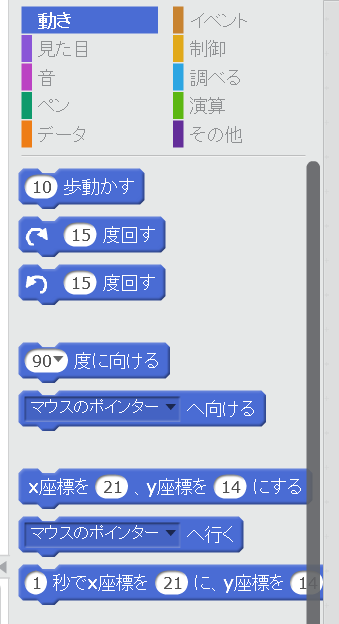 動き イベント
見た目 制御
音 調べる
ペン 演算
データ その他
10 歩動かす
15 度回す
15 度回す
90 度に向ける
マウスのポインター へ向ける
x座標を 21 、y座標を 14 にする
マウスのポインター へ行く
1 秒でx座標を 21 に、y座標を 14